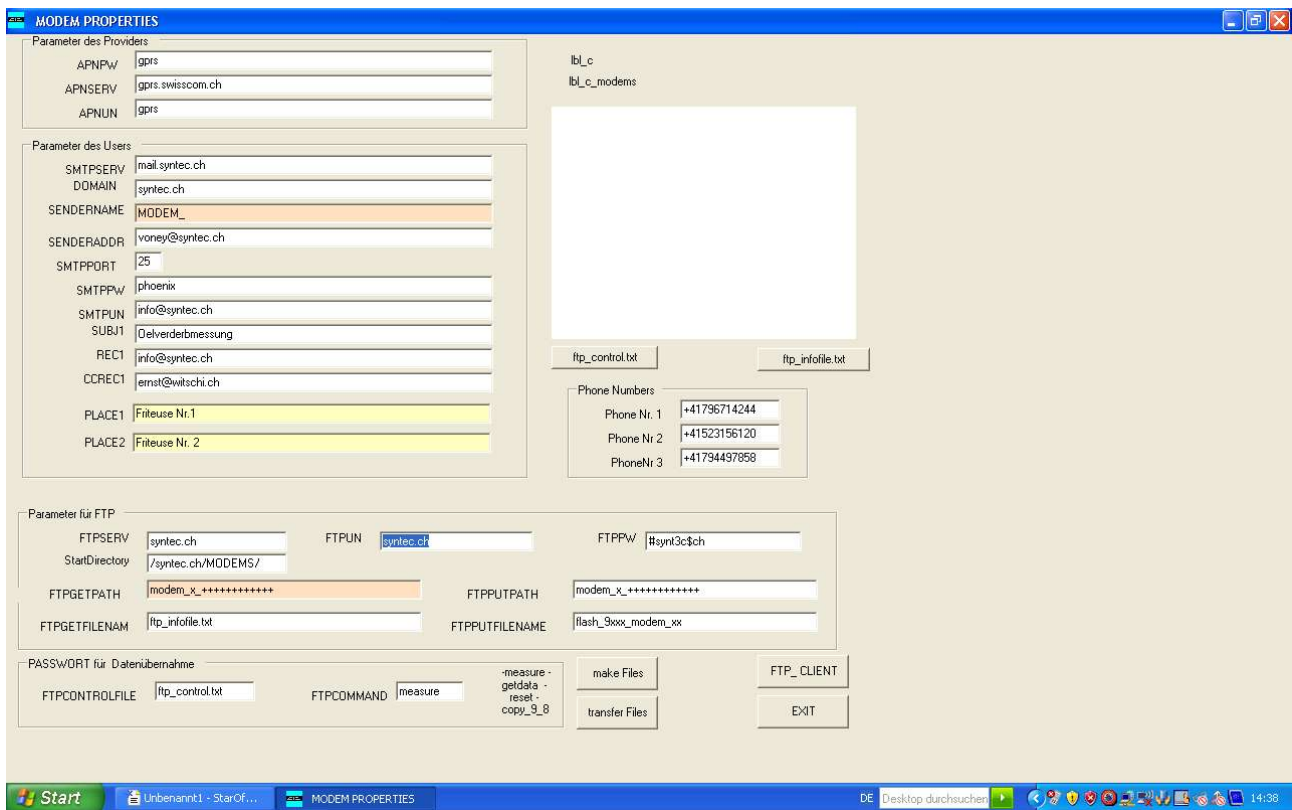 MODEM PROPERTIES
Parameter des Providers
APNPW gprs
APNSERV gprs.swisscom.ch
APNUN gprs
lbl_c
lbl_c_modems
Parameter des Users
SMTPSERV mail.syntec.ch
DOMAIN syntec.ch
SENDERNAME MODEM_
SENDERADDR voney@syntec.ch
SMTPPORT 25
SMTPPW phoenix
SMTPUN info@syntec.ch
SUBJ1 Oelverderbmessung
REC1 info@syntec.ch
CCREC1 ernst@witschi.ch
PLACE1 Friteuse Nr.1
PLACE2 Friteuse Nr. 2
ftp_control.txt ftp_infofile.txt
Phone Numbers
Phone Nr. 1 +41796714244
Phone Nr 2 +41523156120
PhoneNr 3 +41794497858
Parameter für FTP
FTPSERV syntec.ch FTPUN syntec.ch FTPPW #synt3c$ch
StartDirectory /syntec.ch/MODEMS/
FTPGETPATH modem_x_++++++++++++ FTPPUTPATH modem_x_++++++++++++
FTPGETFILENAM ftp_infofile.txt FTPPUTFILENAME flash_9xxx_modem_xx
PASSWORT für Datenübernahme
FTPCONTROLFILE ftp_control.txt FTPCOMMAND measure
-measure -
getdata -
reset -
copy_9_8
make Files
transfer Files
FTP_ CLIENT
EXIT
Start Unbenannt1 - StarOf... MODEM PROPERTIES DE Desktop durchsuchen 14:38